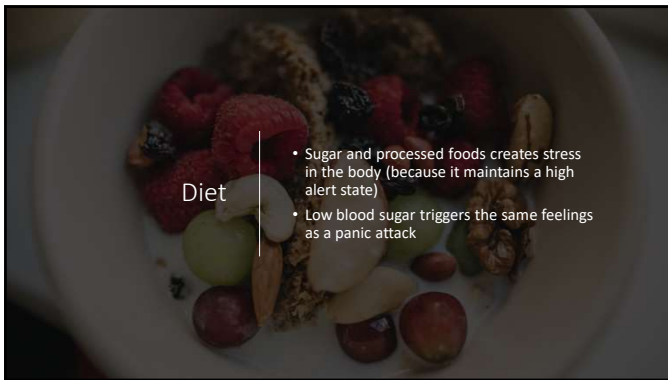 Diet
• Sugar and processed foods creates stress
in the body (because it maintains a high
alert state)
• Low blood sugar triggers the same feelings
as a panic attack